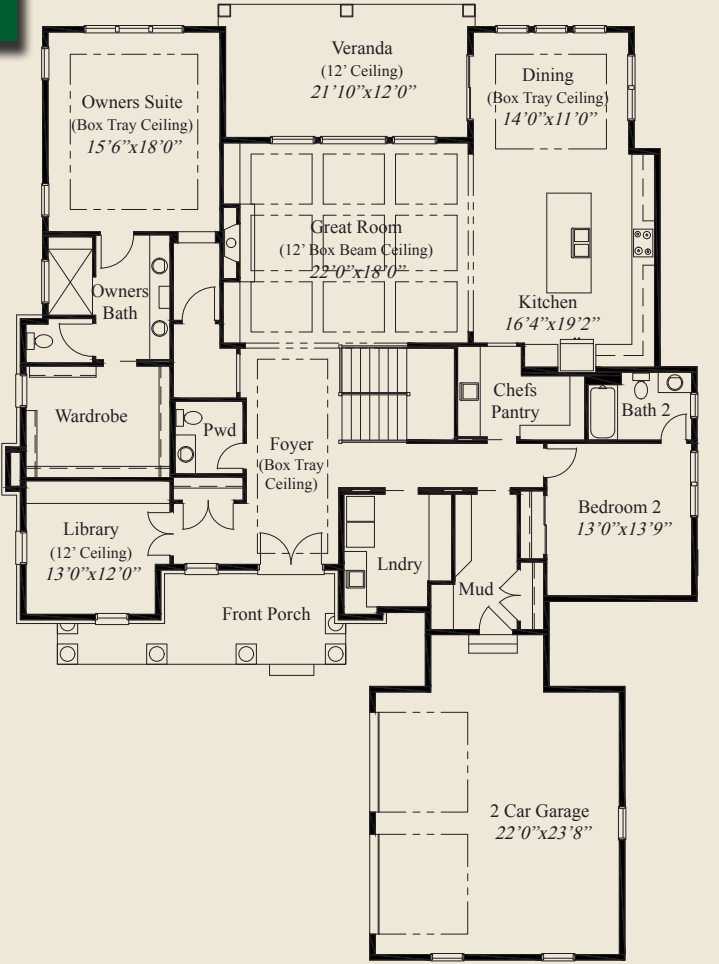 Veranda
(12’ Ceiling)
21’10”x12’0”
Dining
(Box Tray Ceiling)
14’0”x11’0”
Owners Suite
(Box Tray Ceiling)
15’6”x18’0”
Great Room
(12’ Box Beam Ceiling)
22’0”x18’0”
Owners
Bath
Kitchen
16’4”x19’2”
Wardrobe
Pwd
Foyer
(Box Tray
Ceiling)
Chefs
Pantry
Bath 2
Bedroom 2
13’0”x13’9”
Library
(12’ Ceiling)
13’0”x12’0”
Lndry
Mud
Front Porch
2 Car Garage
22’0”x23’8”